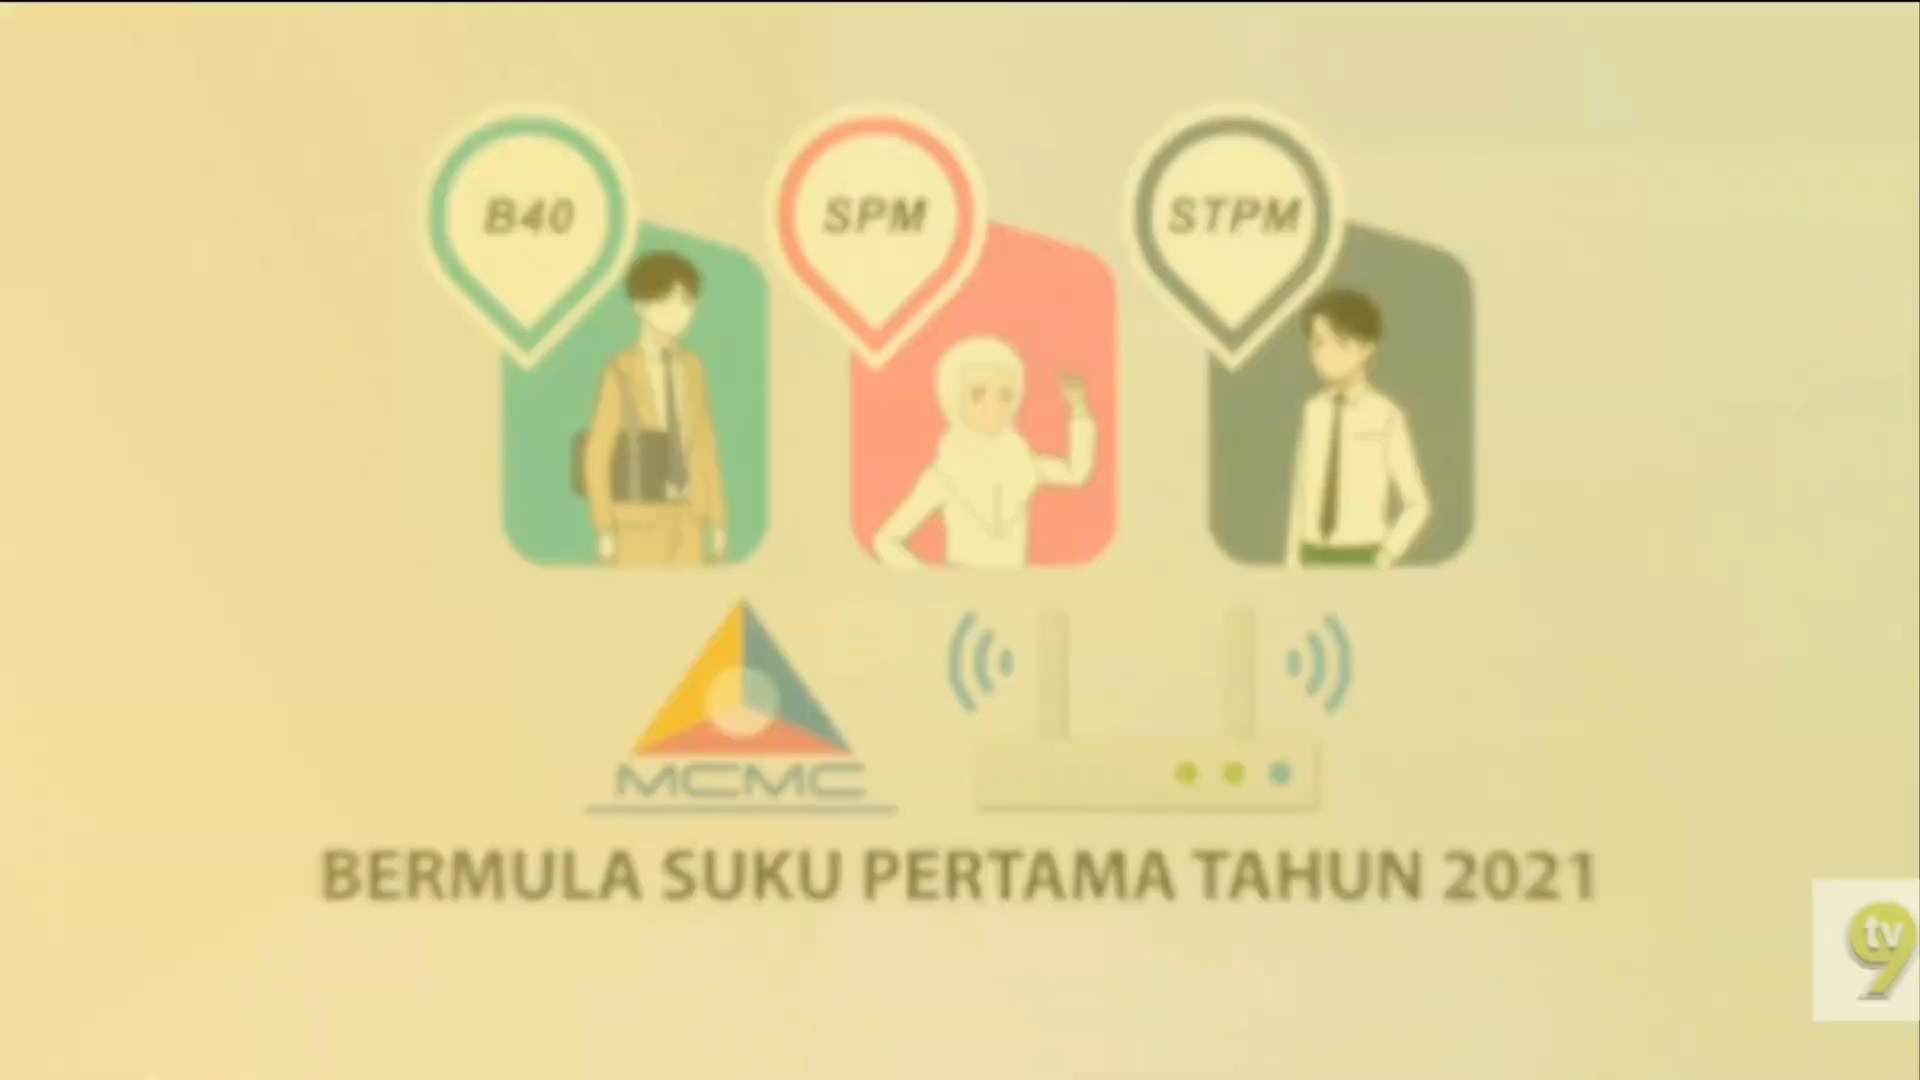 B40
SPM
STPM
MCMC
BERMULA SUKU PERTAMA TAHUN 2021
tv9